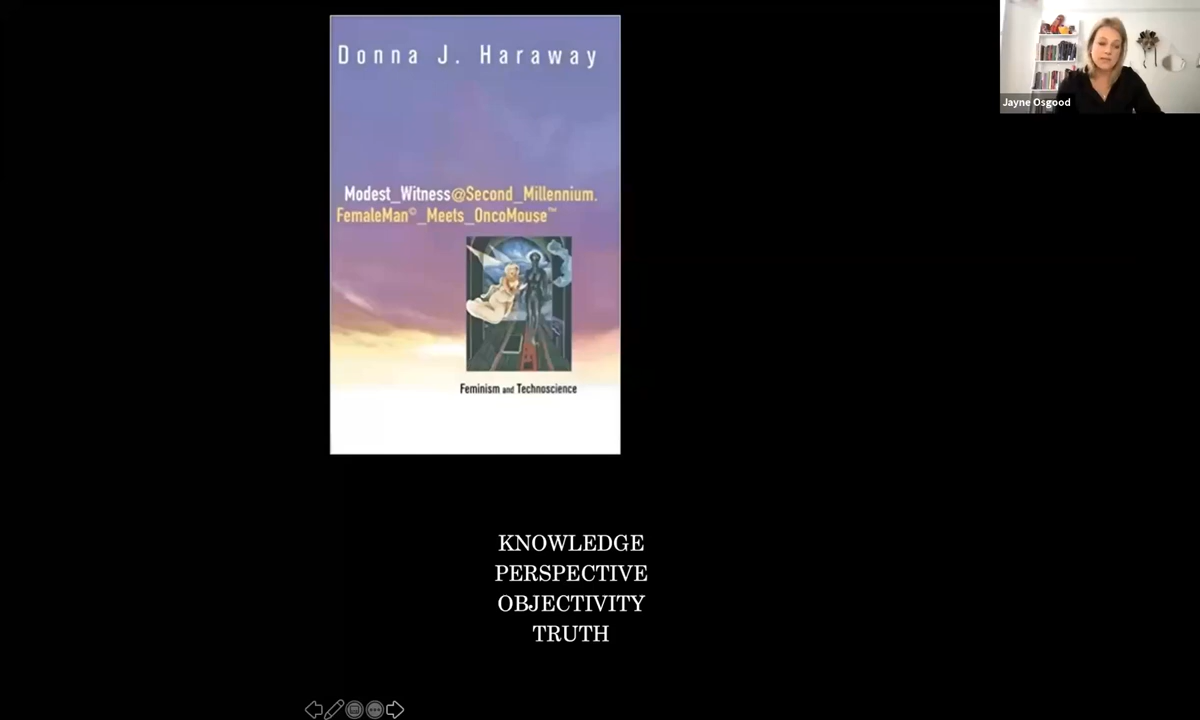 Donna J. Haraway
Modest_Witness@Second_Millennium.
FemaleMan©_Meets_OncoMouse™
Feminism and Technoscience
Jayne Osgood
KNOWLEDGE
PERSPECTIVE
OBJECTIVITY
TRUTH